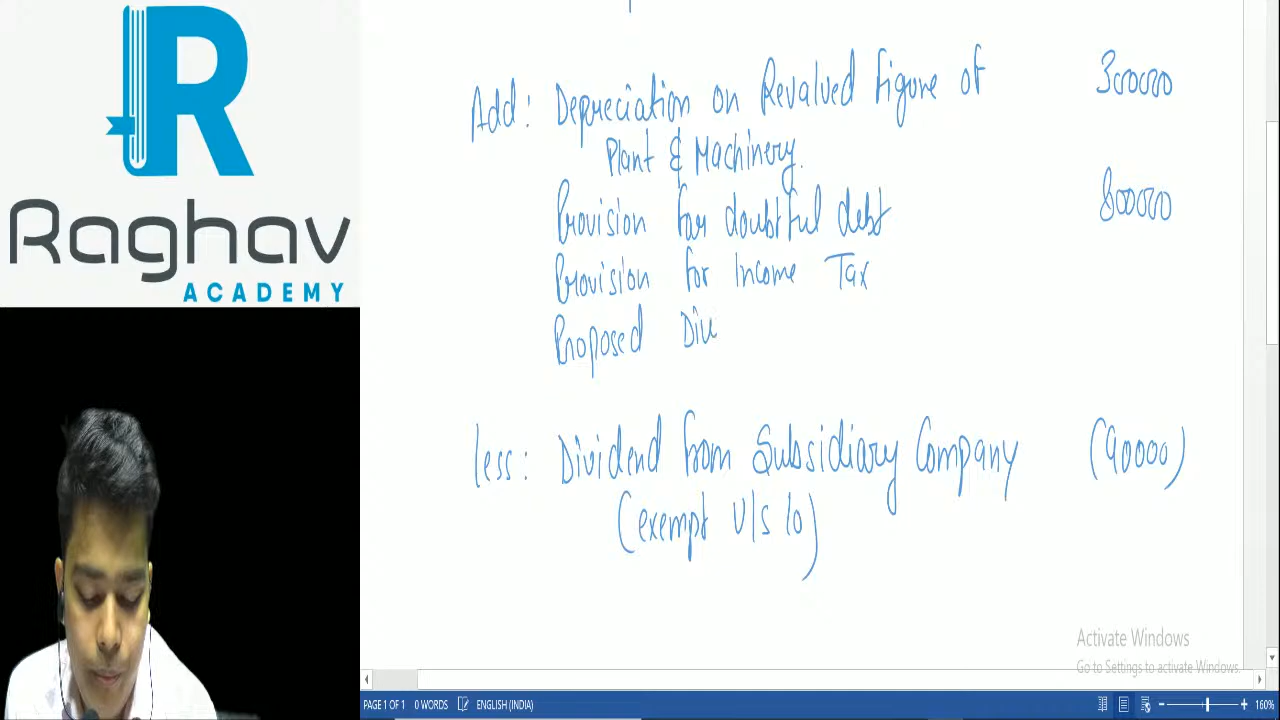 R
Raghav
ACADEMY
Add: Depreciation on Revalued figure of 300000
Plant & Machinery.
Provision for doubtful debt 800000
Provision for Income Tax
Proposed Div
less: Dividend from Subsidiary Company (90000)
(exempt U/s 10)
Activate Windows
Go to Settings to activate Windows.
PAGE 1 OF 1 0 WORDS ENGLISH (INDIA) 160%